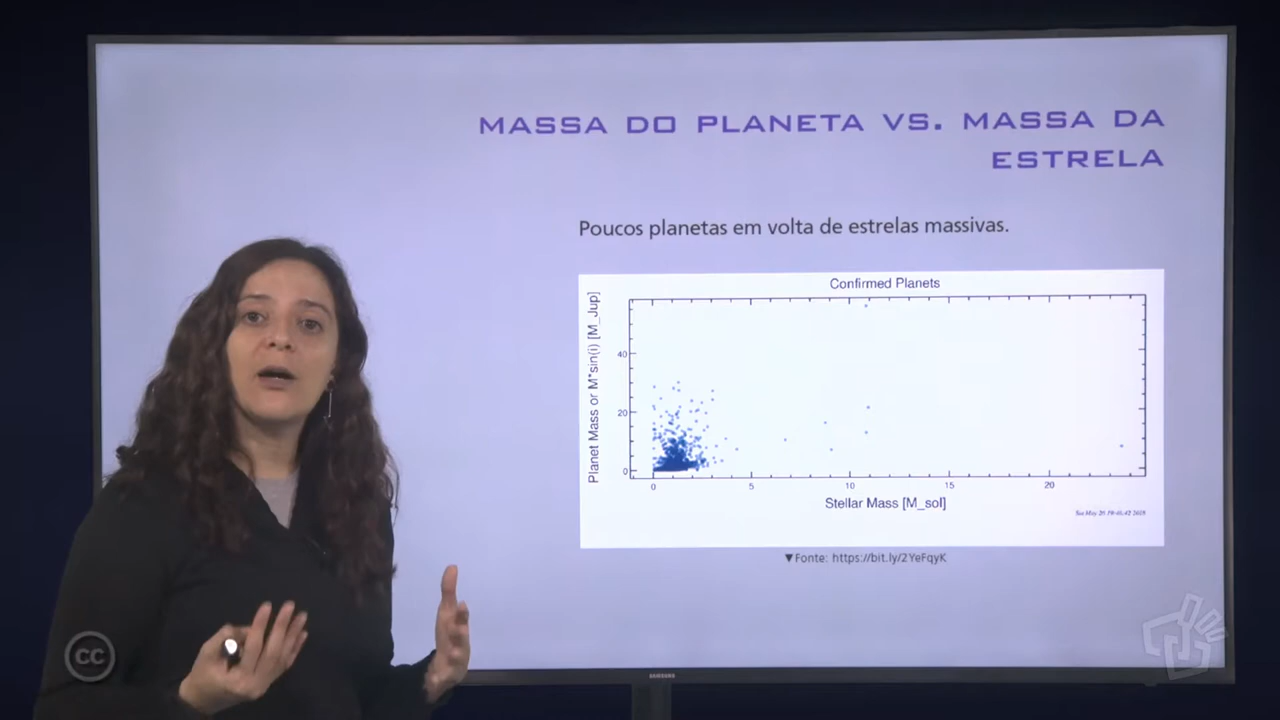 MASSA DO PLANETA VS. MASSA DA
ESTRELA
Poucos planetas em volta de estrelas massivas.
Confirmed Planets
Planet Mass or M*sin(i) [M_Jup]
40
20
0
0 5 10 15 20
Stellar Mass [M_sol]
▼Fonte: https://bit.ly/2YeFqyK
SAMSUNG
cc